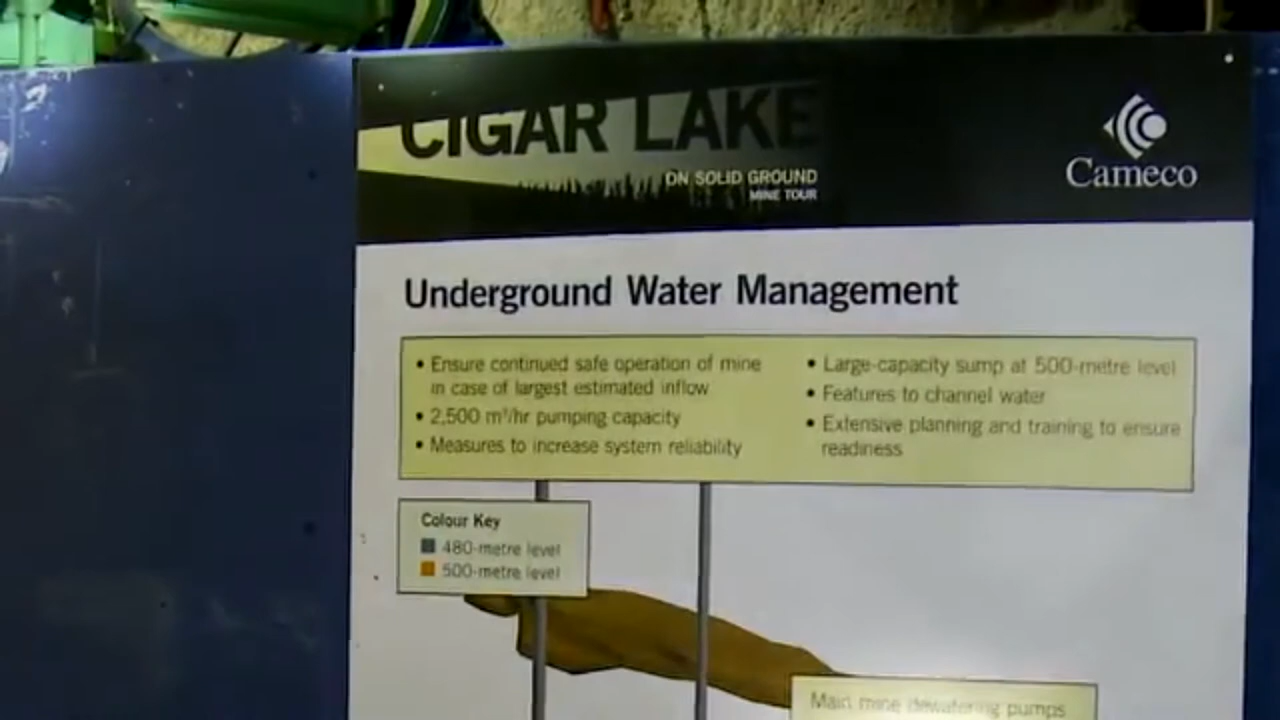 CIGAR LAKE
ON SOLID GROUND
MINE TOUR
Cameco
Underground Water Management
• Ensure continued safe operation of mine
in case of largest estimated inflow
• 2,500 m³/hr pumping capacity
• Measures to increase system reliability
• Large-capacity sump at 500-metre level
• Features to channel water
• Extensive planning and training to ensure
readiness
Colour Key
480-metre level
500-metre level
Main mine dewatering pumps